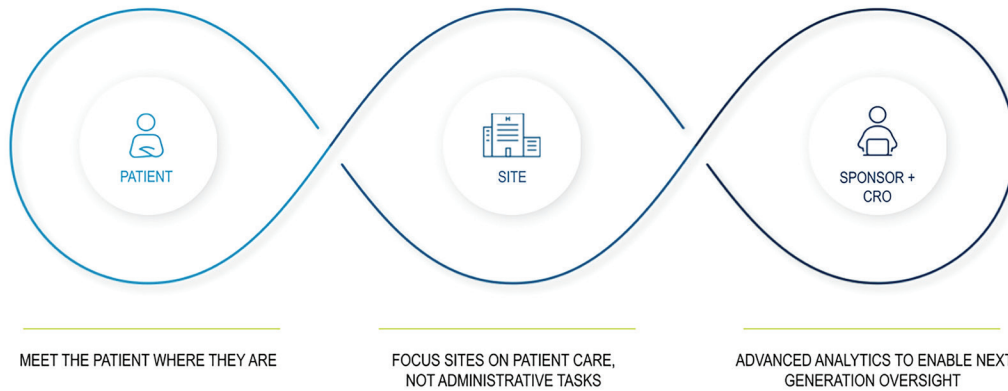 PATIENT
SITE
SPONSOR +
CRO
MEET THE PATIENT WHERE THEY ARE
FOCUS SITES ON PATIENT CARE,
NOT ADMINISTRATIVE TASKS
ADVANCED ANALYTICS TO ENABLE NEXT
GENERATION OVERSIGHT